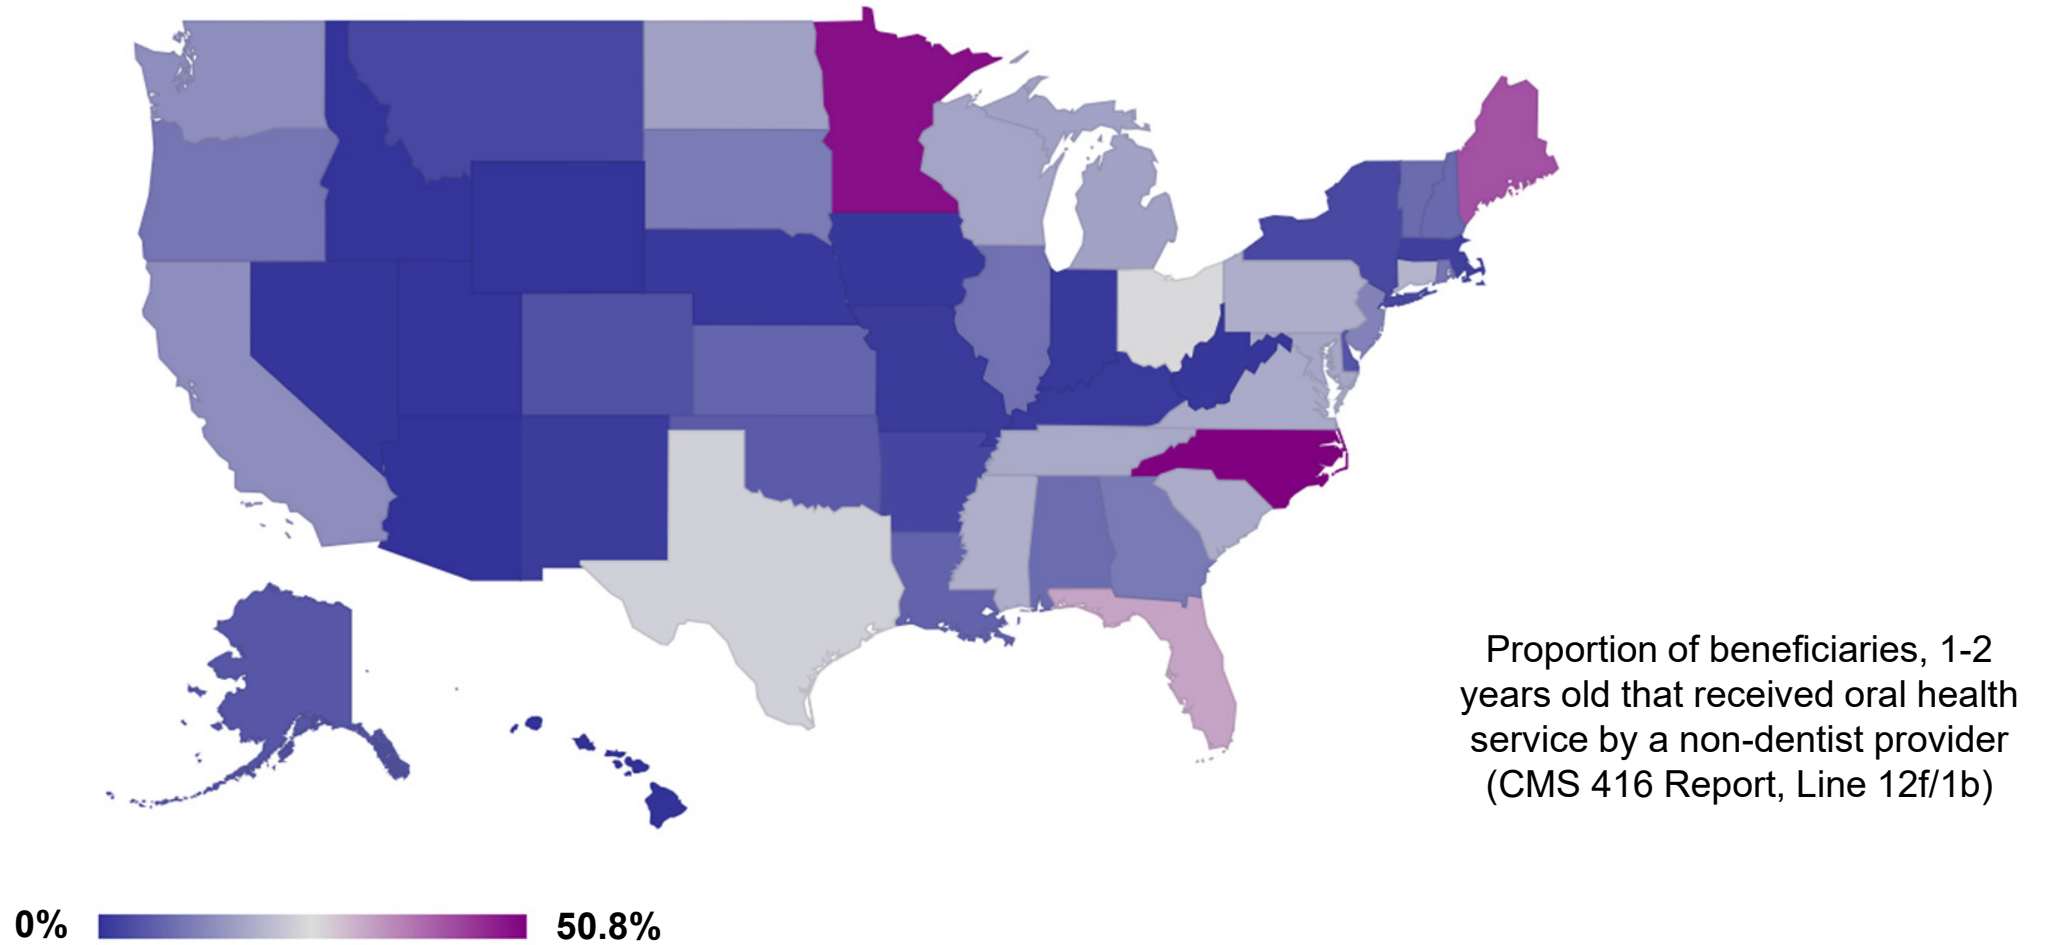 Proportion of beneficiaries, 1-2
years old that received oral health
service by a non-dentist provider
(CMS 416 Report, Line 12f/1b)
0%
50.8%